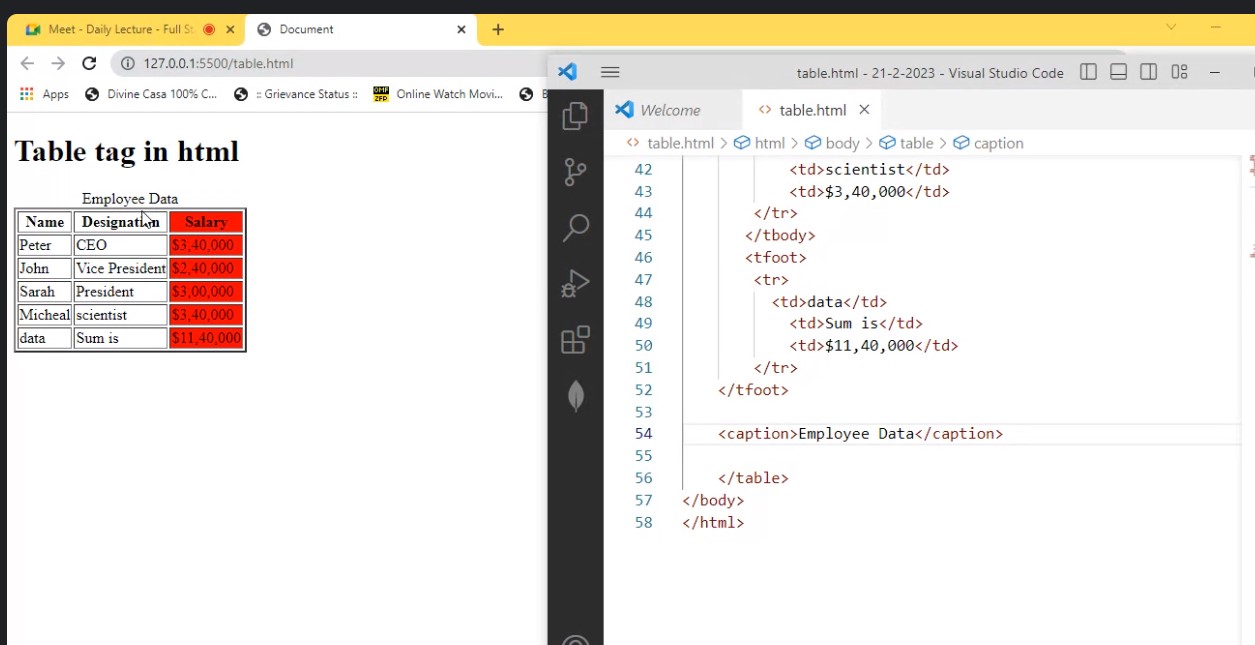 Meet - Daily Lecture - Full St
Document
127.0.0.1:5500/table.html
Apps
Divine Casa 100% C...
:: Grievance Status ::
Online Watch Movi...
Table tag in html
Employee Data
Name Designation Salary
Peter CEO $3,40,000
John Vice President $2,40,000
Sarah President $3,00,000
Micheal scientist $3,40,000
data Sum is $11,40,000
table.html - 21-2-2023 - Visual Studio Code
Welcome
table.html
table.html > html > body > table > caption
42 <td>scientist</td>
43 <td>$3,40,000</td>
44 </tr>
45 </tbody>
46 <tfoot>
47 <tr>
48 <td>data</td>
49 <td>Sum is</td>
50 <td>$11,40,000</td>
51 </tr>
52 </tfoot>
53
54 <caption>Employee Data</caption>
55
56 </table>
57 </body>
58 </html>